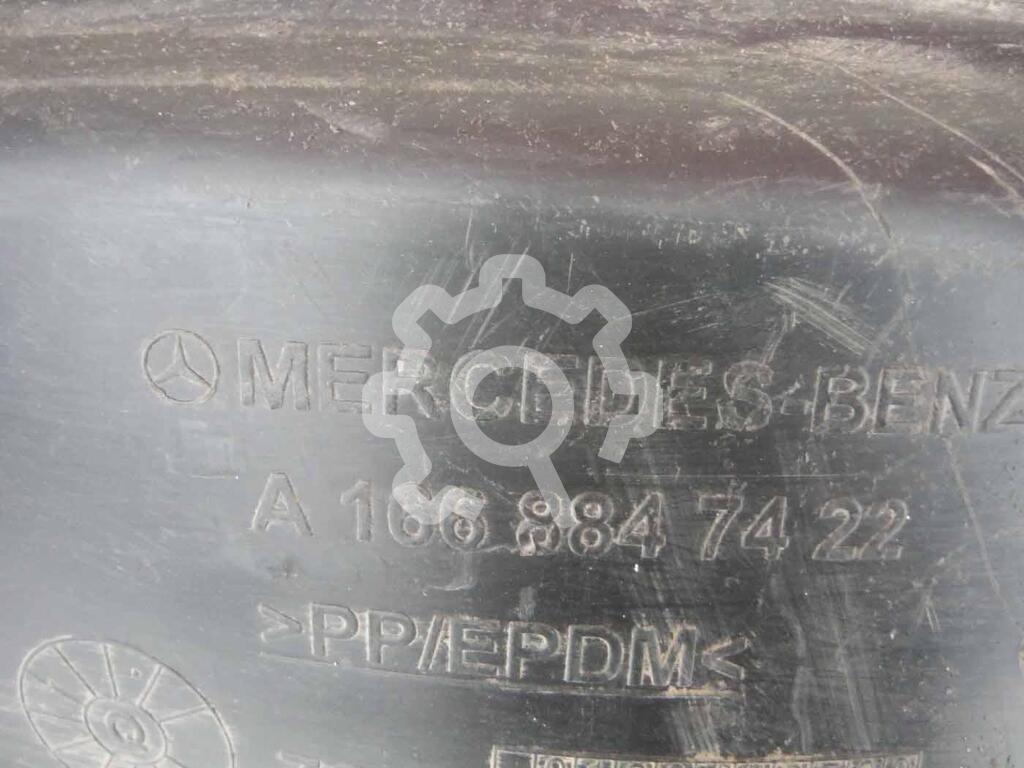 MERCEDES-BENZ
A 166 884 74 22
>PP/EPDM<